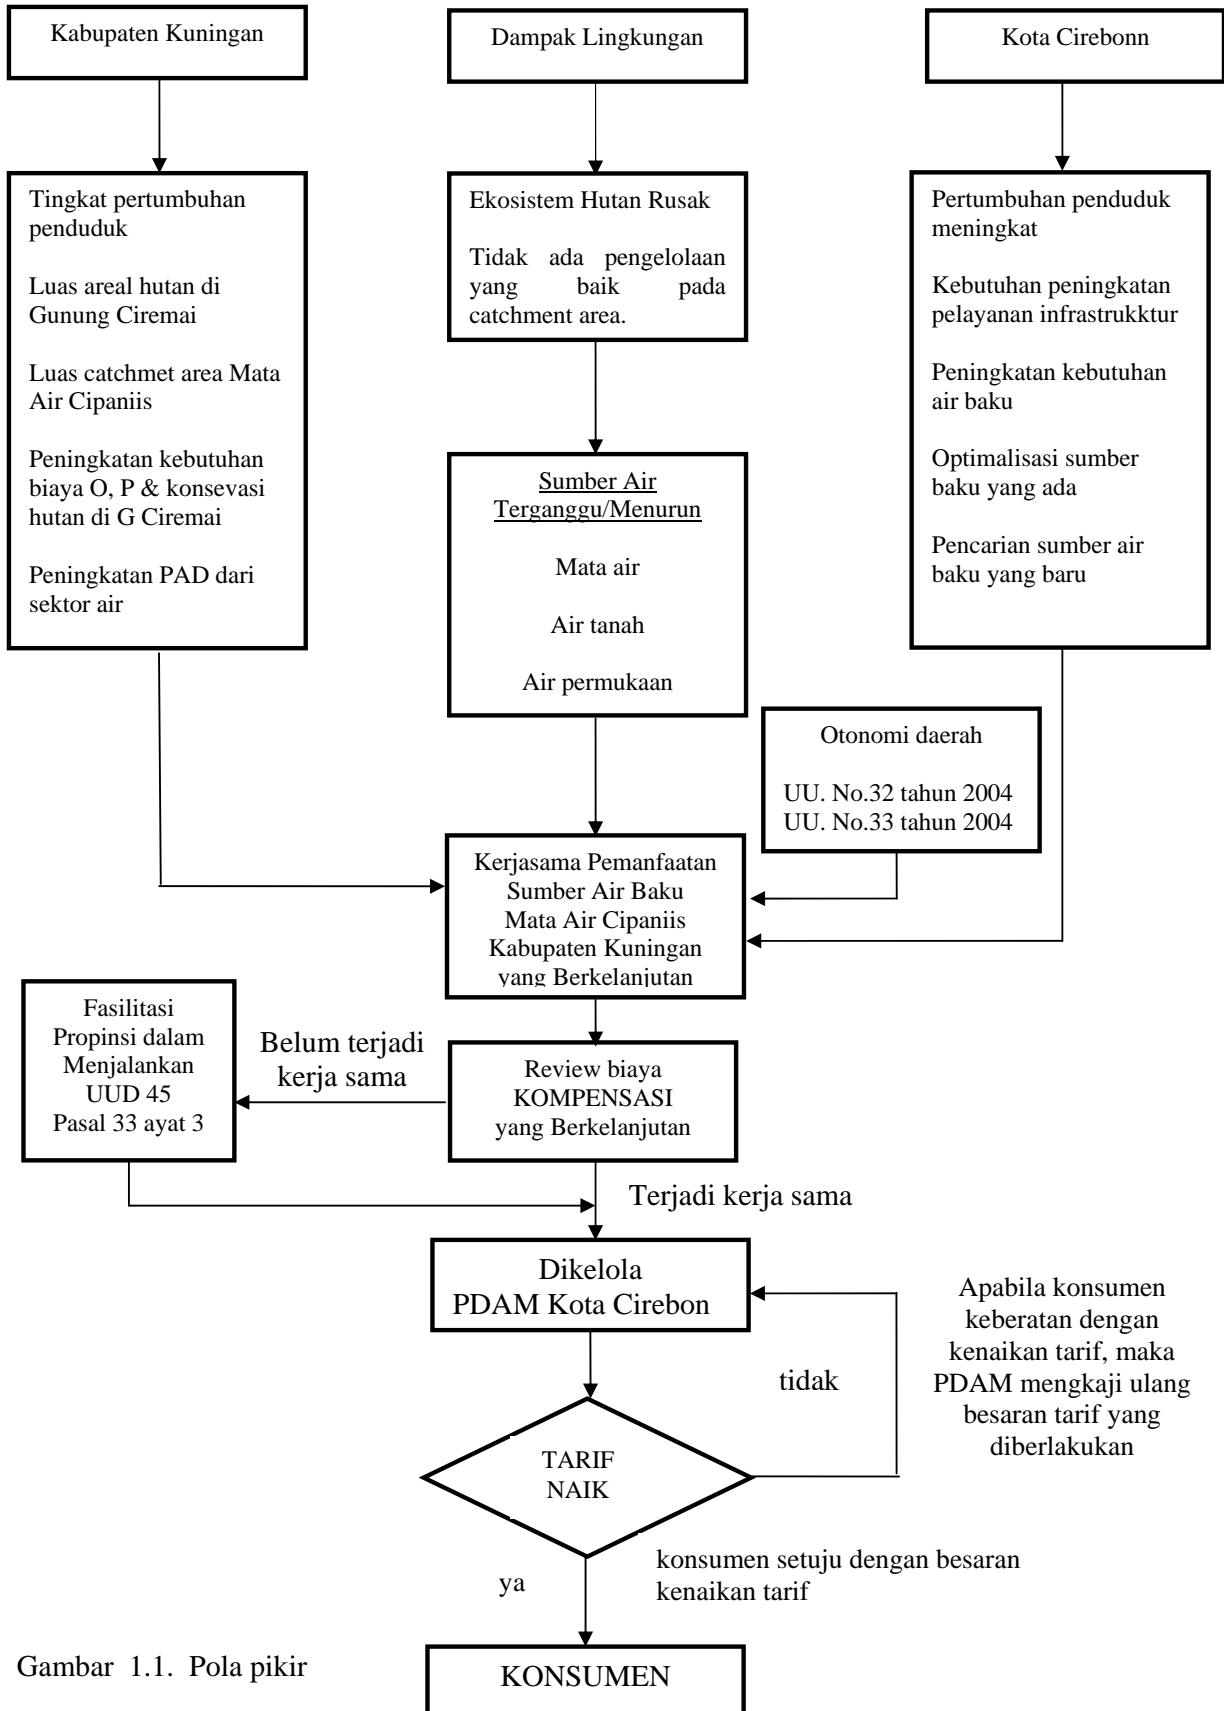 Kabupaten Kuningan
Dampak Lingkungan
Kota Cirebonn
Tingkat pertumbuhan
penduduk
Luas areal hutan di
Gunung Ciremai
Luas catchmet area Mata
Air Cipaniis
Peningkatan kebutuhan
biaya O, P & konsevasi
hutan di G Ciremai
Peningkatan PAD dari
sektor air
Ekosistem Hutan Rusak
Tidak ada pengelolaan
yang baik pada
catchment area.
Pertumbuhan penduduk
meningkat
Kebutuhan peningkatan
pelayanan infrastrukktur
Peningkatan kebutuhan
air baku
Optimalisasi sumber
baku yang ada
Pencarian sumber air
baku yang baru
Sumber Air
Terganggu/Menurun
Mata air
Air tanah
Air permukaan
Otonomi daerah
UU. No.32 tahun 2004
UU. No.33 tahun 2004
Kerjasama Pemanfaatan
Sumber Air Baku
Mata Air Cipaniis
Kabupaten Kuningan
yang Berkelanjutan
Fasilitasi
Propinsi dalam
Menjalankan
UUD 45
Pasal 33 ayat 3
Belum terjadi
kerja sama
Review biaya
KOMPENSASI
yang Berkelanjutan
Terjadi kerja sama
Dikelola
PDAM Kota Cirebon
tidak
Apabila konsumen
keberatan dengan
kenaikan tarif, maka
PDAM mengkaji ulang
besaran tarif yang
diberlakukan
TARIF
NAIK
ya
konsumen setuju dengan besaran
kenaikan tarif
KONSUMEN
Gambar 1.1. Pola pikir